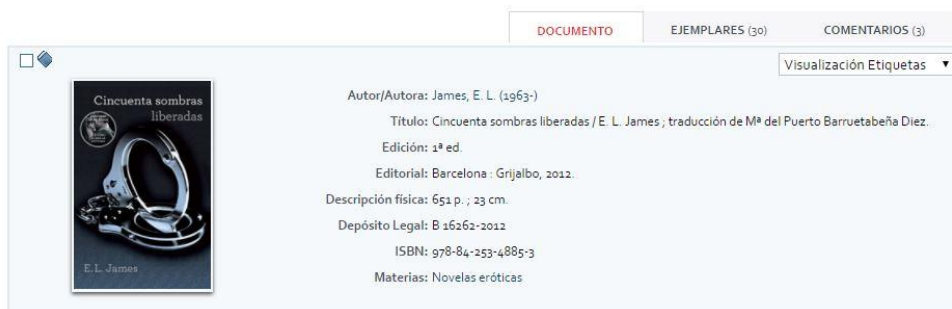 DOCUMENTO EJEMPLARES (30) COMENTARIOS (3)
Visualización Etiquetas
Cincuenta sombras
liberadas
E.L. James
Autor/Autora: James, E. L. (1963-)
Título: Cincuenta sombras liberadas / E. L. James ; traducción de Mª del Puerto Barruetabeña Diez.
Edición: 1ª ed.
Editorial: Barcelona : Grijalbo, 2012.
Descripción física: 651 p. ; 23 cm.
Depósito Legal: B 16262-2012
ISBN: 978-84-253-4885-3
Materias: Novelas eróticas